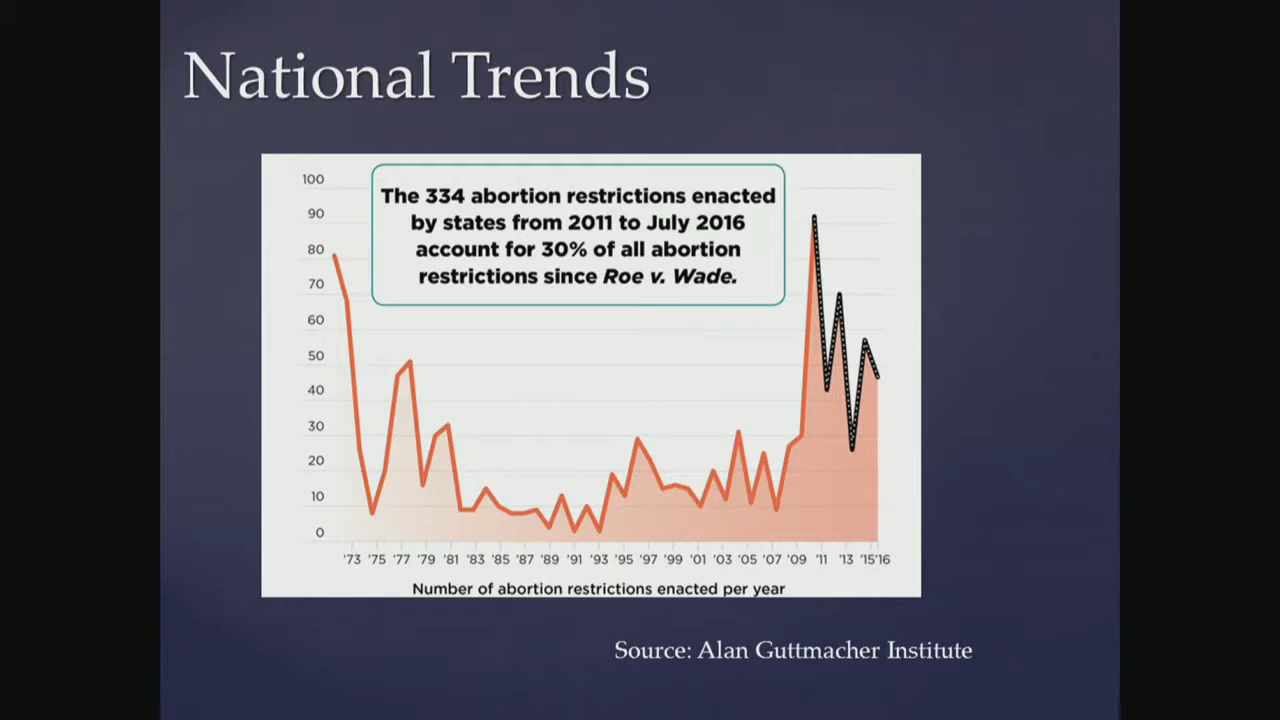 National Trends
The 334 abortion restrictions enacted
by states from 2011 to July 2016
account for 30% of all abortion
restrictions since Roe v. Wade.
100
90
80
70
60
50
40
30
20
10
0
'73 '75 '77 '79 '81 '83 '85 '87 '89 '91 '93 '95 '97 '99 '01 '03 '05 '07 '09 '11 '13 '15 '16
Number of abortion restrictions enacted per year
Source: Alan Guttmacher Institute